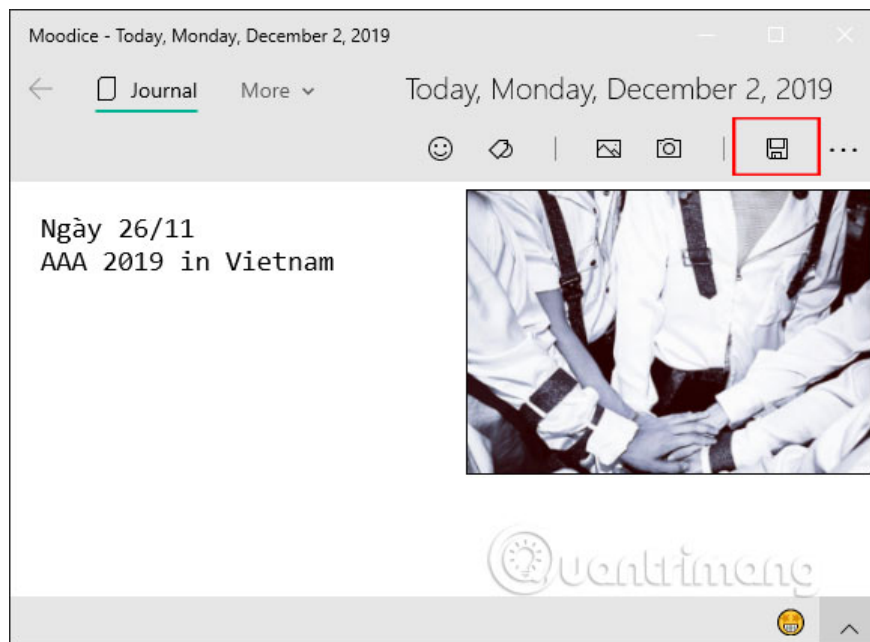 Moodice - Today, Monday, December 2, 2019
Journal
More
Today, Monday, December 2, 2019
Ngày 26/11
AAA 2019 in Vietnam
Quantrimang